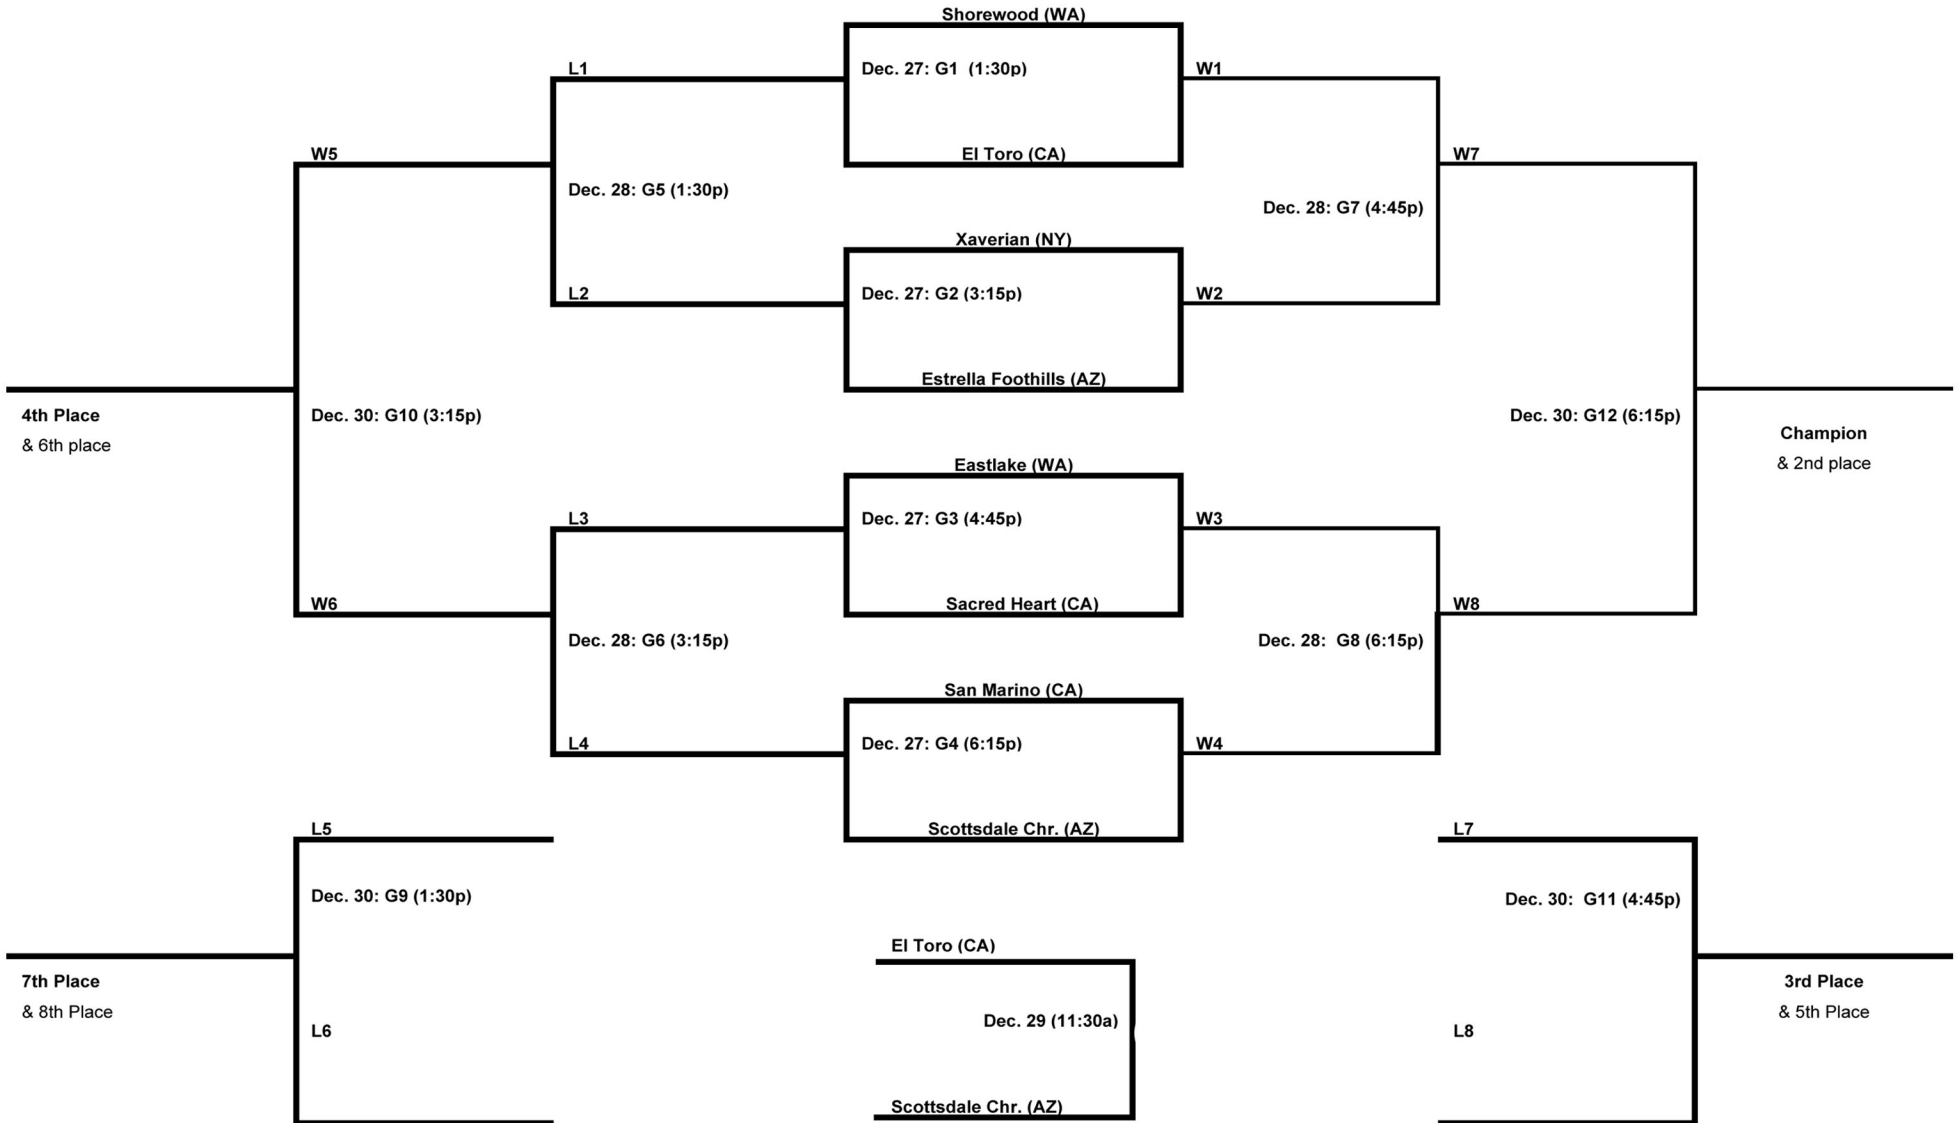 Shorewood (WA)
L1
Dec. 27: G1  (1:30p)
W1
W5
El Toro (CA)
W7
Dec. 28: G5 (1:30p)
Dec. 28: G7 (4:45p)
Xaverian (NY)
L2
Dec. 27: G2 (3:15p)
W2
Estrella Foothills (AZ)
4th Place
& 6th place
Dec. 30: G10 (3:15p)
Dec. 30: G12 (6:15p)
Champion
& 2nd place
Eastlake (WA)
L3
Dec. 27: G3 (4:45p)
W3
W6
Sacred Heart (CA)
W8
Dec. 28: G6 (3:15p)
Dec. 28:  G8 (6:15p)
San Marino (CA)
L4
Dec. 27: G4 (6:15p)
W4
L5
Scottsdale Chr. (AZ)
L7
Dec. 30: G9 (1:30p)
Dec. 30:  G11 (4:45p)
El Toro (CA)
7th Place
& 8th Place
3rd Place
& 5th Place
L6
Dec. 29 (11:30a)
L8
Scottsdale Chr. (AZ)